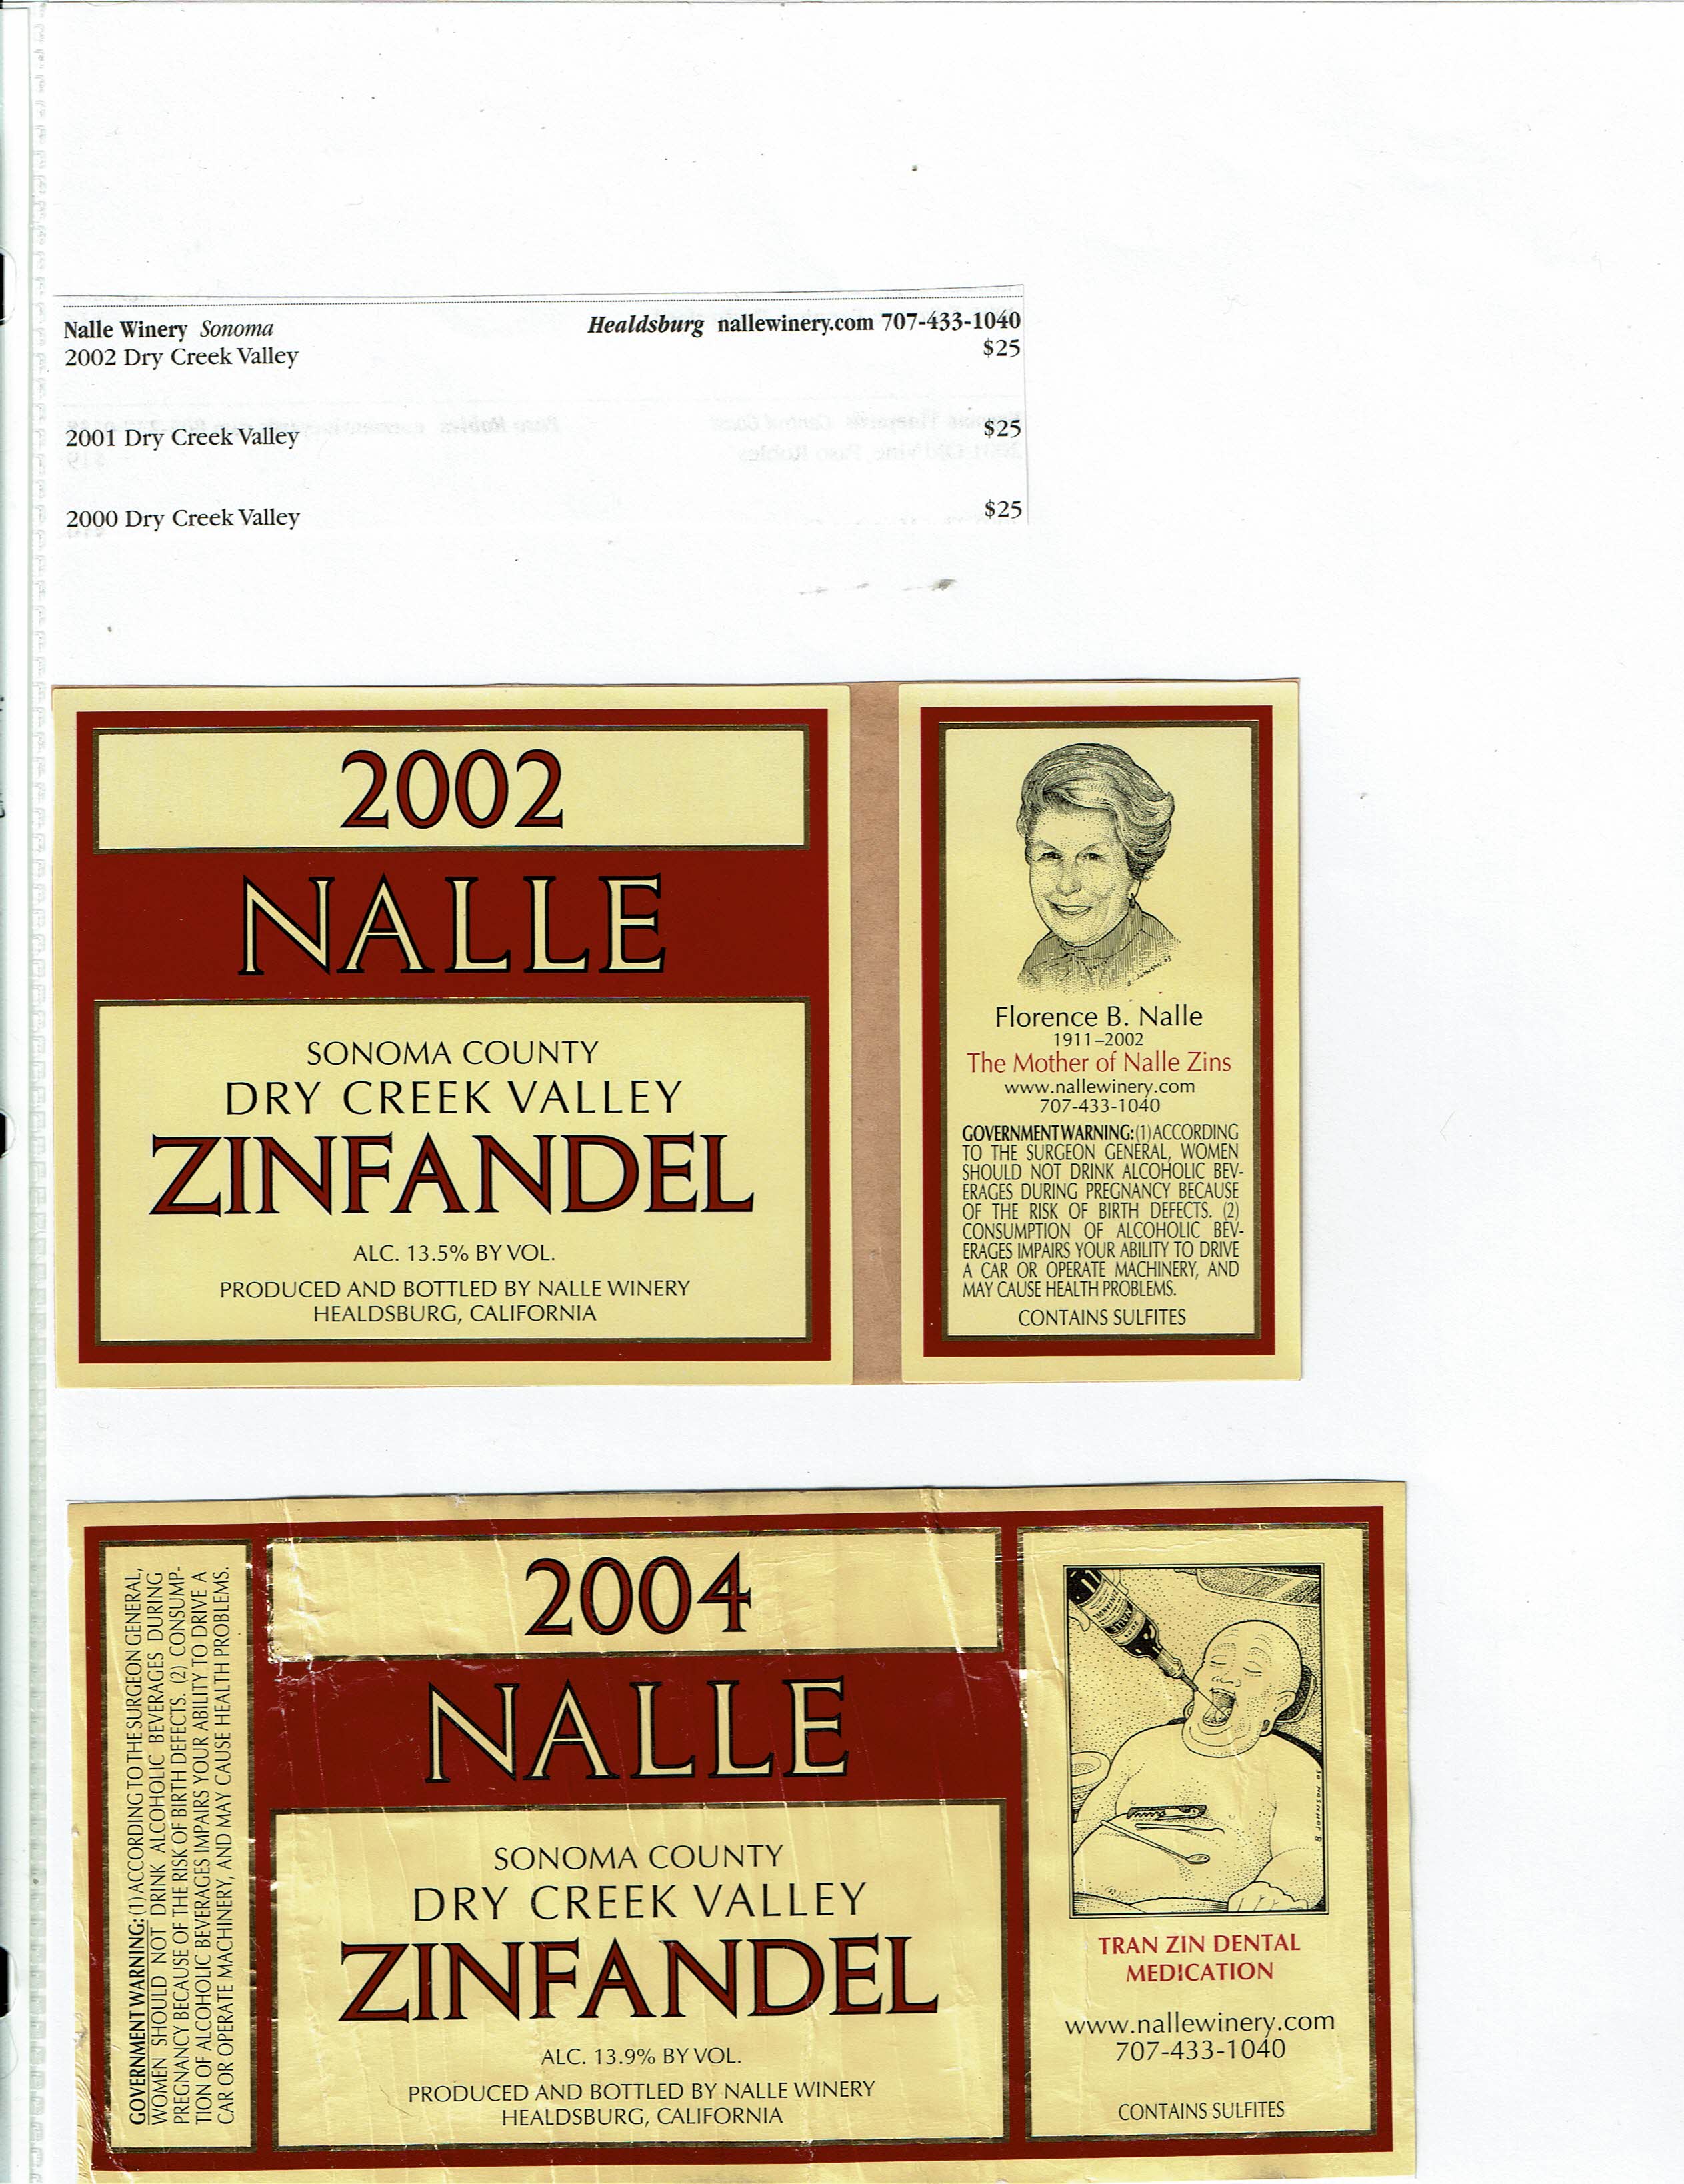 Nalle Winery Sonoma Healdsburg nallewinery.com 707-433-1040
2002 Dry Creek Valley $25
2001 Dry Creek Valley $25
2000 Dry Creek Valley $25
2002
NALLE
SONOMA COUNTY
DRY CREEK VALLEY
ZINFANDEL
ALC. 13.5% BY VOL.
PRODUCED AND BOTTLED BY NALLE WINERY
HEALDSBURG, CALIFORNIA
B. JOHNSON 03
Florence B. Nalle
1911–2002
The Mother of Nalle Zins
www.nallewinery.com
707-433-1040
GOVERNMENT WARNING: (1) ACCORDING
TO THE SURGEON GENERAL, WOMEN
SHOULD NOT DRINK ALCOHOLIC BEV-
ERAGES DURING PREGNANCY BECAUSE
OF THE RISK OF BIRTH DEFECTS. (2)
CONSUMPTION OF ALCOHOLIC BEV-
ERAGES IMPAIRS YOUR ABILITY TO DRIVE
A CAR OR OPERATE MACHINERY, AND
MAY CAUSE HEALTH PROBLEMS.
CONTAINS SULFITES
GOVERNMENT WARNING: (1) ACCORDING TO THE SURGEON GENERAL,
WOMEN SHOULD NOT DRINK ALCOHOLIC BEVERAGES DURING
PREGNANCY BECAUSE OF THE RISK OF BIRTH DEFECTS. (2) CONSUMP-
TION OF ALCOHOLIC BEVERAGES IMPAIRS YOUR ABILITY TO DRIVE A
CAR OR OPERATE MACHINERY, AND MAY CAUSE HEALTH PROBLEMS.
2004
NALLE
SONOMA COUNTY
DRY CREEK VALLEY
ZINFANDEL
ALC. 13.9% BY VOL.
PRODUCED AND BOTTLED BY NALLE WINERY
HEALDSBURG, CALIFORNIA
NALLE
ZINFANDEL
B JOHNSON
TRAN ZIN DENTAL
MEDICATION
www.nallewinery.com
707-433-1040
CONTAINS SULFITES